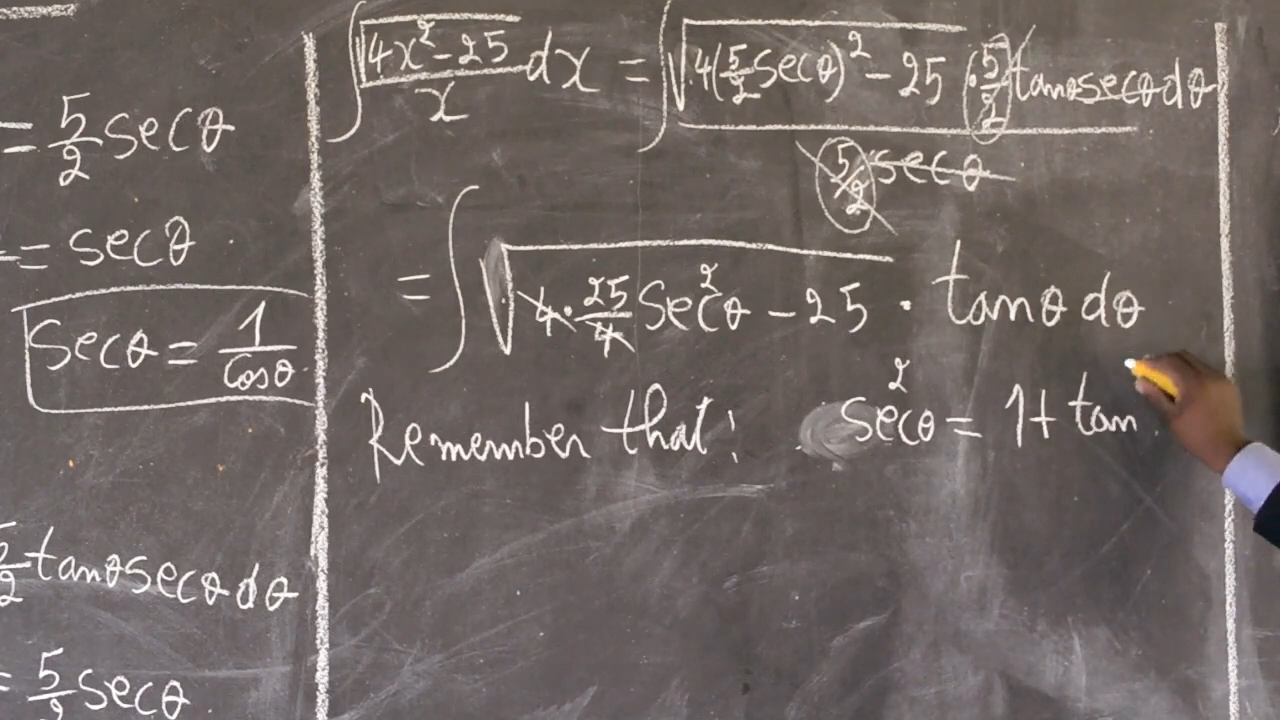 = 5/2 secθ
= secθ
secθ = 1/cosθ
5/2 tanθsecθdθ
= 5/2 secθ
∫ √(4x²-25)/x dx = ∫ √(4(5/2 secθ)² - 25) · 5/2 tanθsecθdθ / (5/2 secθ)
= ∫ √(4 · 25/4 sec²θ - 25) · tanθdθ
Remember that: sec²θ = 1 + tan